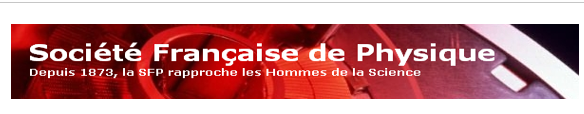 Société Française de Physique
Depuis 1873, la SFP rapproche les Hommes de la Science